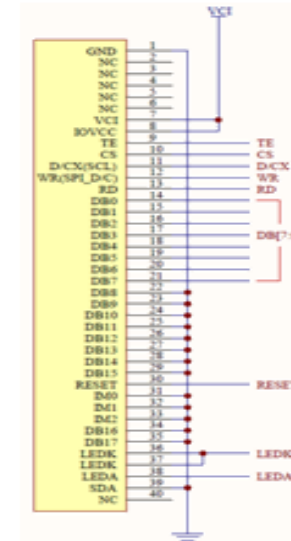 VCI
GND 1
NC 2
NC 3
NC 4
NC 5
NC 6
VCI 7
IOVCC 8
TE 9 TE
CS 10 CS
D/CX(SCL) 11 D/CX
WR(SPI_D/C) 12 WR
RD 13 RD
DB0 14
DB1 15
DB2 16
DB3 17 DB[7:
DB4 18
DB5 19
DB6 20
DB7 21
DB8 22
DB9 23
DB10 24
DB11 25
DB12 26
DB13 27
DB14 28
DB15 29
RESET 30 RESET
IM0 31
IM1 32
IM2 33
DB16 34
DB17 35
LEDK 36 LEDK
LEDK 37
LEDA 38 LEDA
SDA 39
NC 40